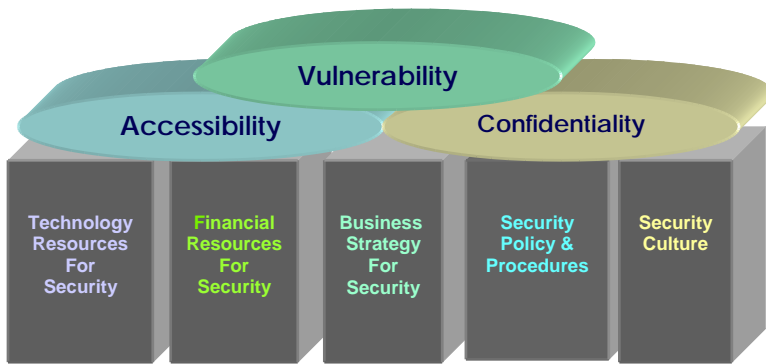 Vulnerability
Accessibility
Confidentiality
Technology
Resources
For
Security
Financial
Resources
For
Security
Business
Strategy
For
Security
Security
Policy &
Procedures
Security
Culture